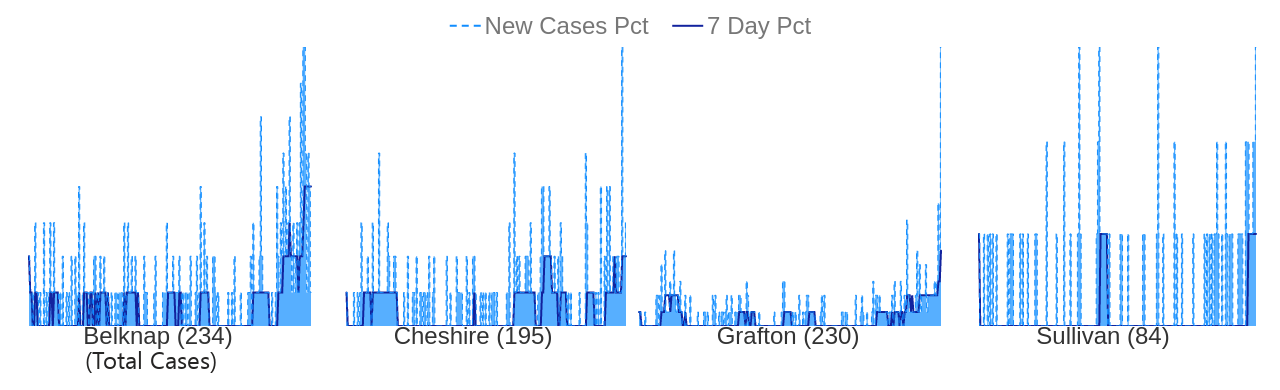 New Cases Pct 7 Day Pct
Belknap (234) Cheshire (195) Grafton (230) Sullivan (84)
(Total Cases)